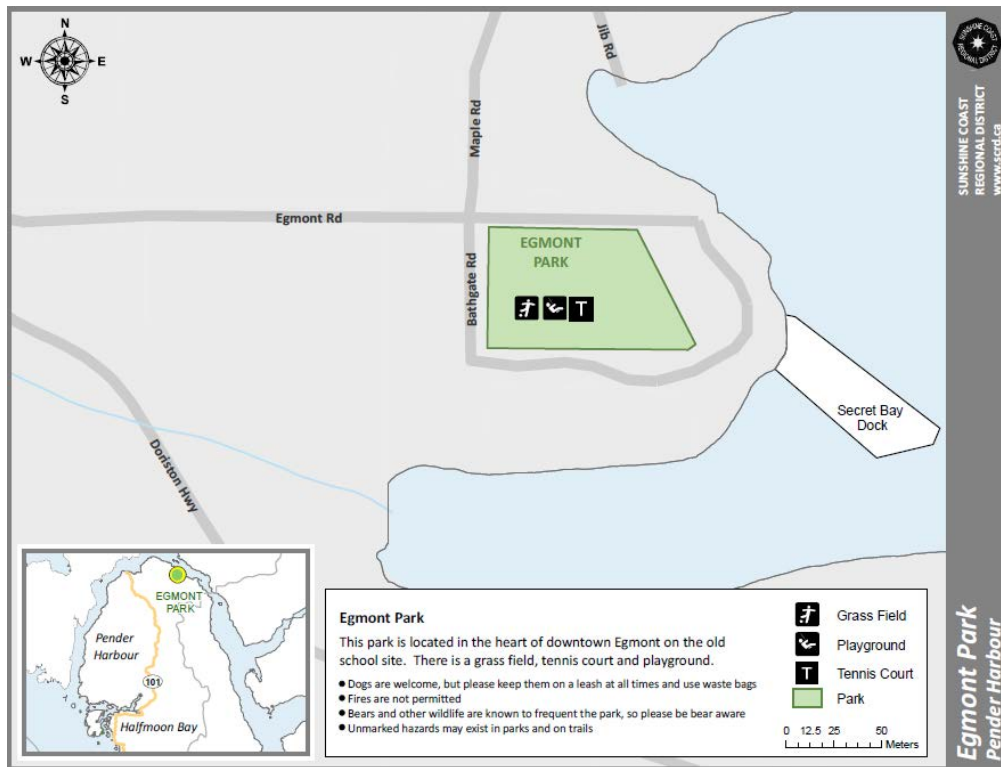 N
W
E
S
Jib Rd
Maple Rd
Egmont Rd
Bathgate Rd
EGMONT
PARK
T
Secret Bay
Dock
Doriston Hwy
SUNSHINE COAST
REGIONAL DISTRICT
SUNSHINE COAST
REGIONAL DISTRICT
www.scrd.ca
EGMONT
PARK
Pender
Harbour
101
Halfmoon Bay
Egmont Park
This park is located in the heart of downtown Egmont on the old
school site. There is a grass field, tennis court and playground.
● Dogs are welcome, but please keep them on a leash at all times and use waste bags
● Fires are not permitted
● Bears and other wildlife are known to frequent the park, so please be bear aware
● Unmarked hazards may exist in parks and on trails
Grass Field
Playground
T Tennis Court
Park
0 12.5 25 50
Meters
Egmont Park
Pender Harbour